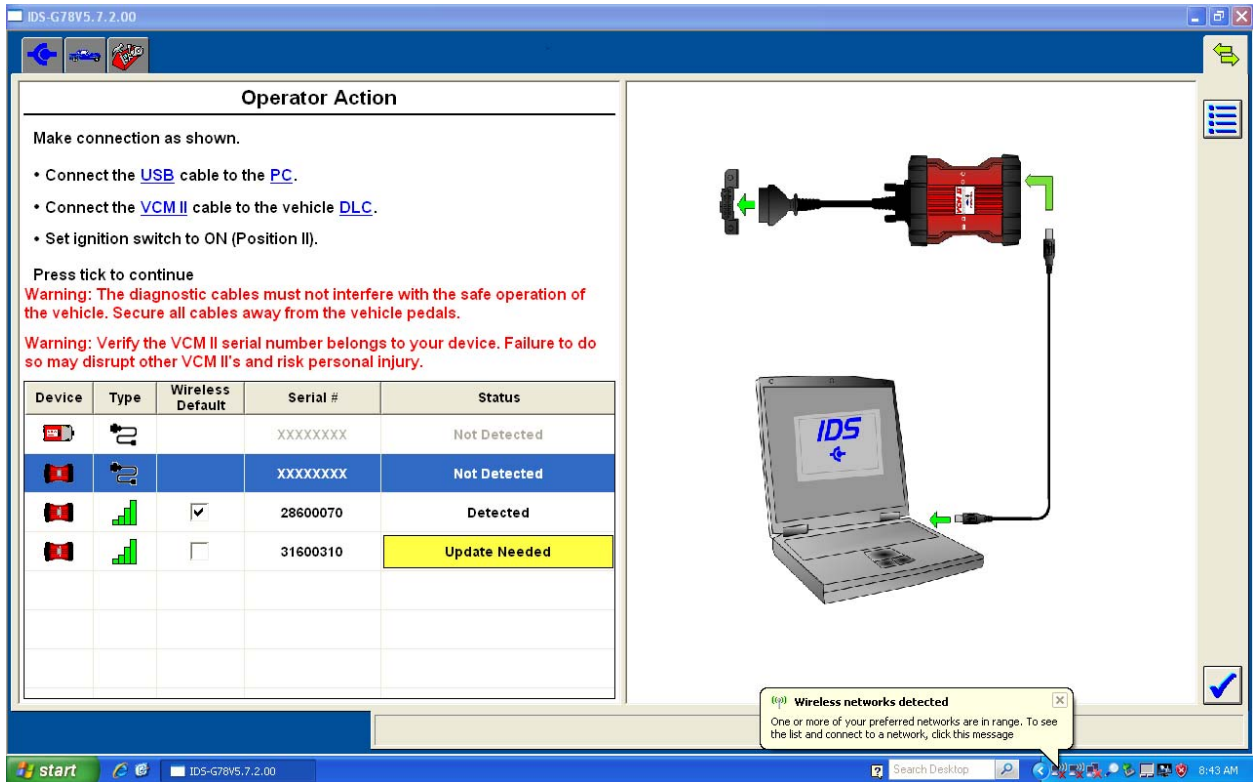 IDS-G78V5.7.2.00
Operator Action
Make connection as shown.
• Connect the USB cable to the PC.
• Connect the VCM II cable to the vehicle DLC.
• Set ignition switch to ON (Position II).
Press tick to continue
Warning: The diagnostic cables must not interfere with the safe operation of
the vehicle. Secure all cables away from the vehicle pedals.
Warning: Verify the VCM II serial number belongs to your device. Failure to do
so may disrupt other VCM II's and risk personal injury.
Device Type Wireless Default Serial # Status
XXXXXXXX Not Detected
XXXXXXXX Not Detected
28600070 Detected
31600310 Update Needed
VCM II
IDS
Wireless networks detected
One or more of your preferred networks are in range. To see
the list and connect to a network, click this message
start IDS-G78V5.7.2.00 Search Desktop 8:43 AM